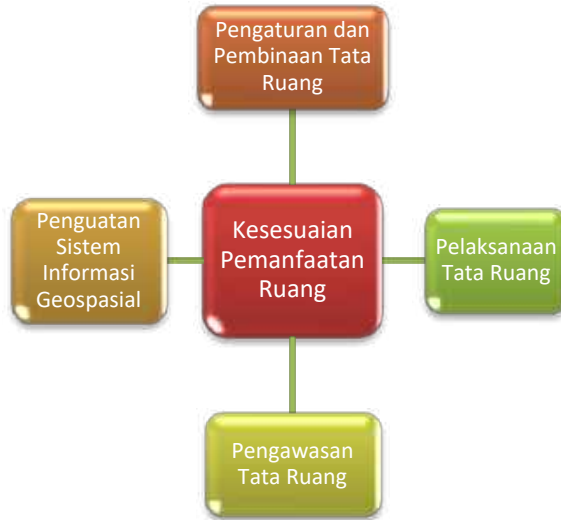 Pengaturan dan
Pembinaan Tata
Ruang
Penguatan
Sistem
Informasi
Geospasial
Kesesuaian
Pemanfaatan
Ruang
Pelaksanaan
Tata Ruang
Pengawasan
Tata Ruang